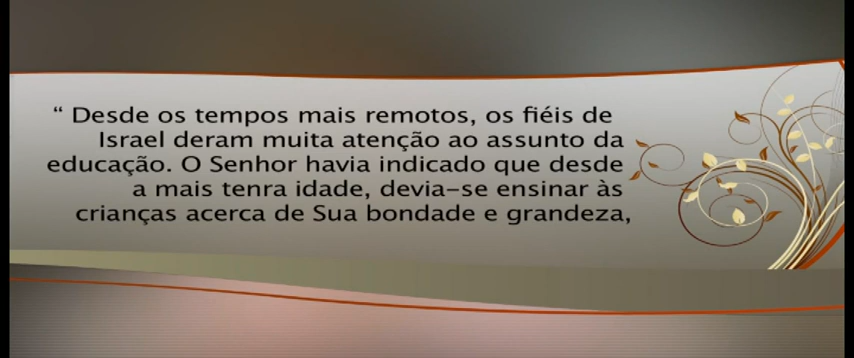 “ Desde os tempos mais remotos, os fiéis de
Israel deram muita atenção ao assunto da
educação. O Senhor havia indicado que desde
a mais tenra idade, devia-se ensinar às
crianças acerca de Sua bondade e grandeza,